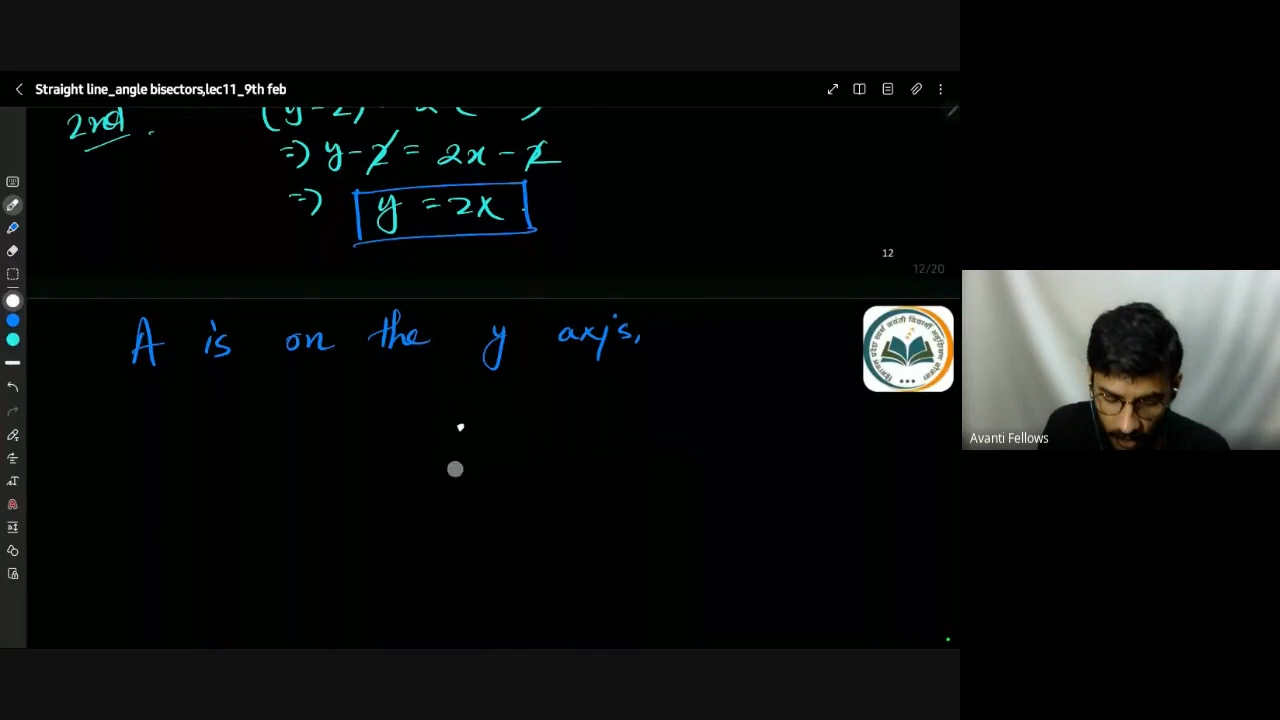 Straight line_angle bisectors,lec11_9th feb
2nd.
=) y-2 = 2x - 2
=) y = 2x
12
12/20
A is on the y axis,
Avanti Fellows